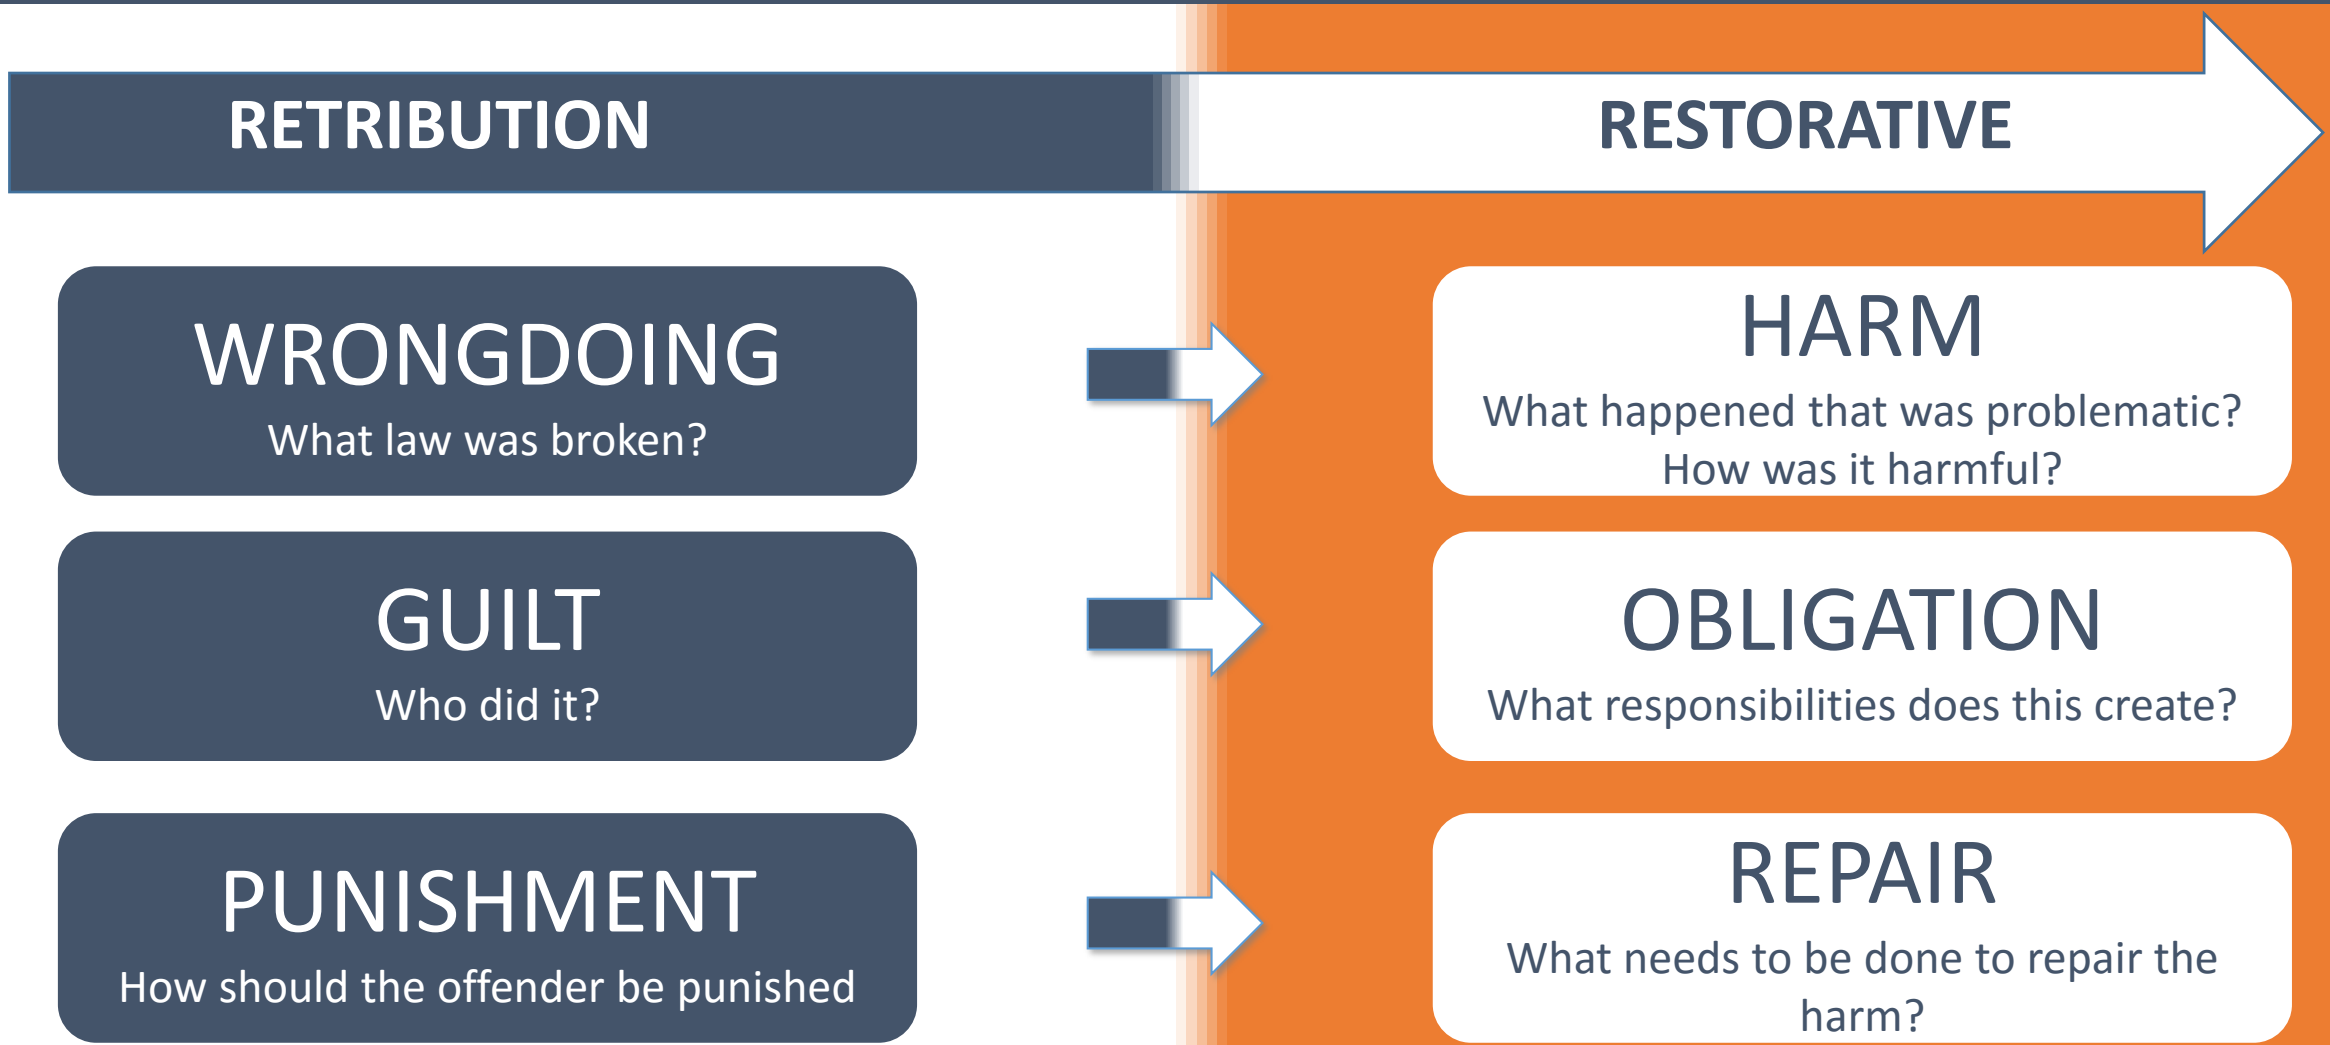 RETRIBUTION
RESTORATIVE
WRONGDOING
What law was broken?
HARM
What happened that was problematic?
How was it harmful?
GUILT
Who did it?
OBLIGATION
What responsibilities does this create?
PUNISHMENT
How should the offender be punished
REPAIR
What needs to be done to repair the
harm?